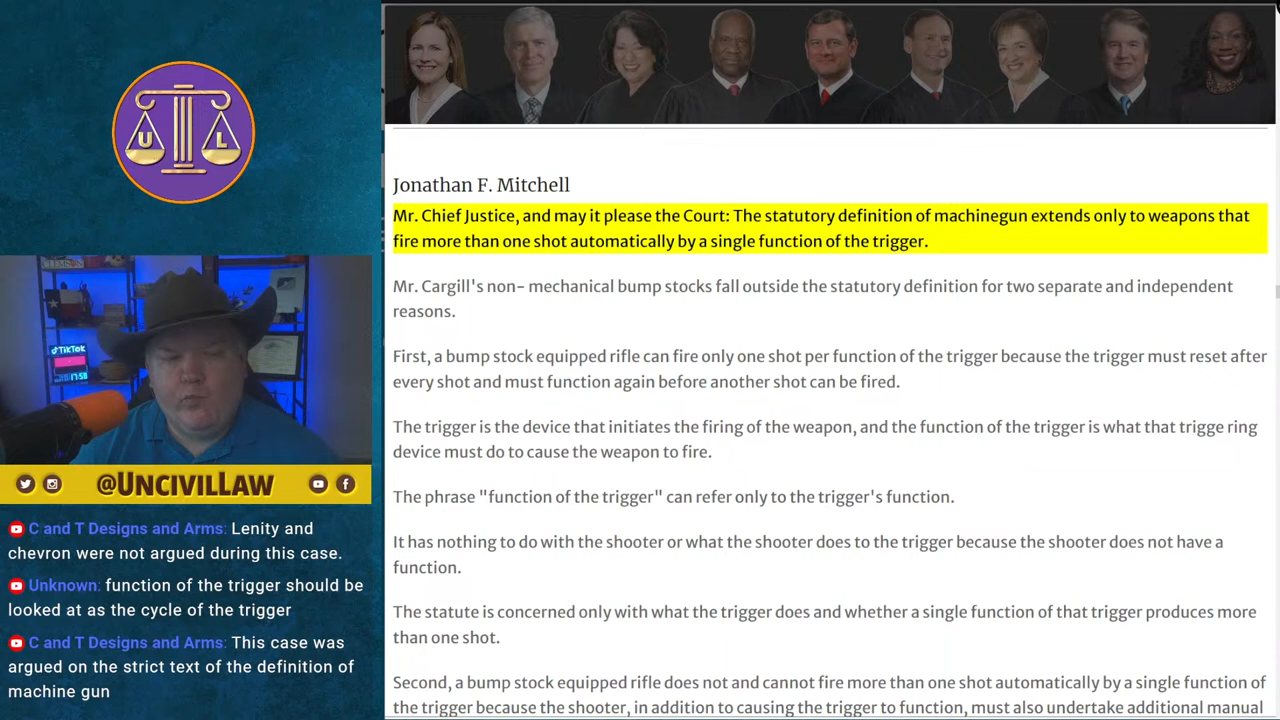 U L
TikTok
17:58
@UNCIVILLAW
C and T Designs and Arms: Lenity and
chevron were not argued during this case.
Unknown: function of the trigger should be
looked at as the cycle of the trigger
C and T Designs and Arms: This case was
argued on the strict text of the definition of
machine gun
Jonathan F. Mitchell
Mr. Chief Justice, and may it please the Court: The statutory definition of machinegun extends only to weapons that
fire more than one shot automatically by a single function of the trigger.
Mr. Cargill's non- mechanical bump stocks fall outside the statutory definition for two separate and independent
reasons.
First, a bump stock equipped rifle can fire only one shot per function of the trigger because the trigger must reset after
every shot and must function again before another shot can be fired.
The trigger is the device that initiates the firing of the weapon, and the function of the trigger is what that trigge ring
device must do to cause the weapon to fire.
The phrase "function of the trigger" can refer only to the trigger's function.
It has nothing to do with the shooter or what the shooter does to the trigger because the shooter does not have a
function.
The statute is concerned only with what the trigger does and whether a single function of that trigger produces more
than one shot.
Second, a bump stock equipped rifle does not and cannot fire more than one shot automatically by a single function of
the trigger because the shooter, in addition to causing the trigger to function, must also undertake additional manual